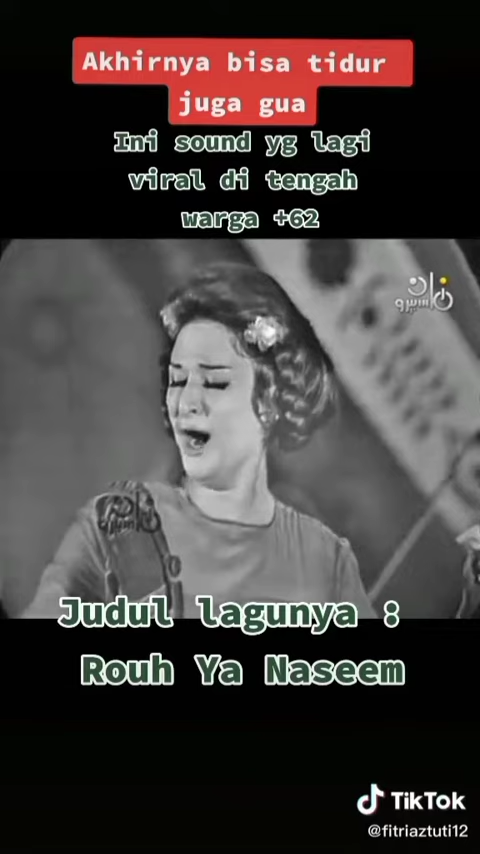 Akhirnya bisa tidur
juga gua
Ini sound yg lagi
viral di tengah
warga +62
Judul lagunya :
Rouh Ya Naseem
TikTok
@fitriaztuti12